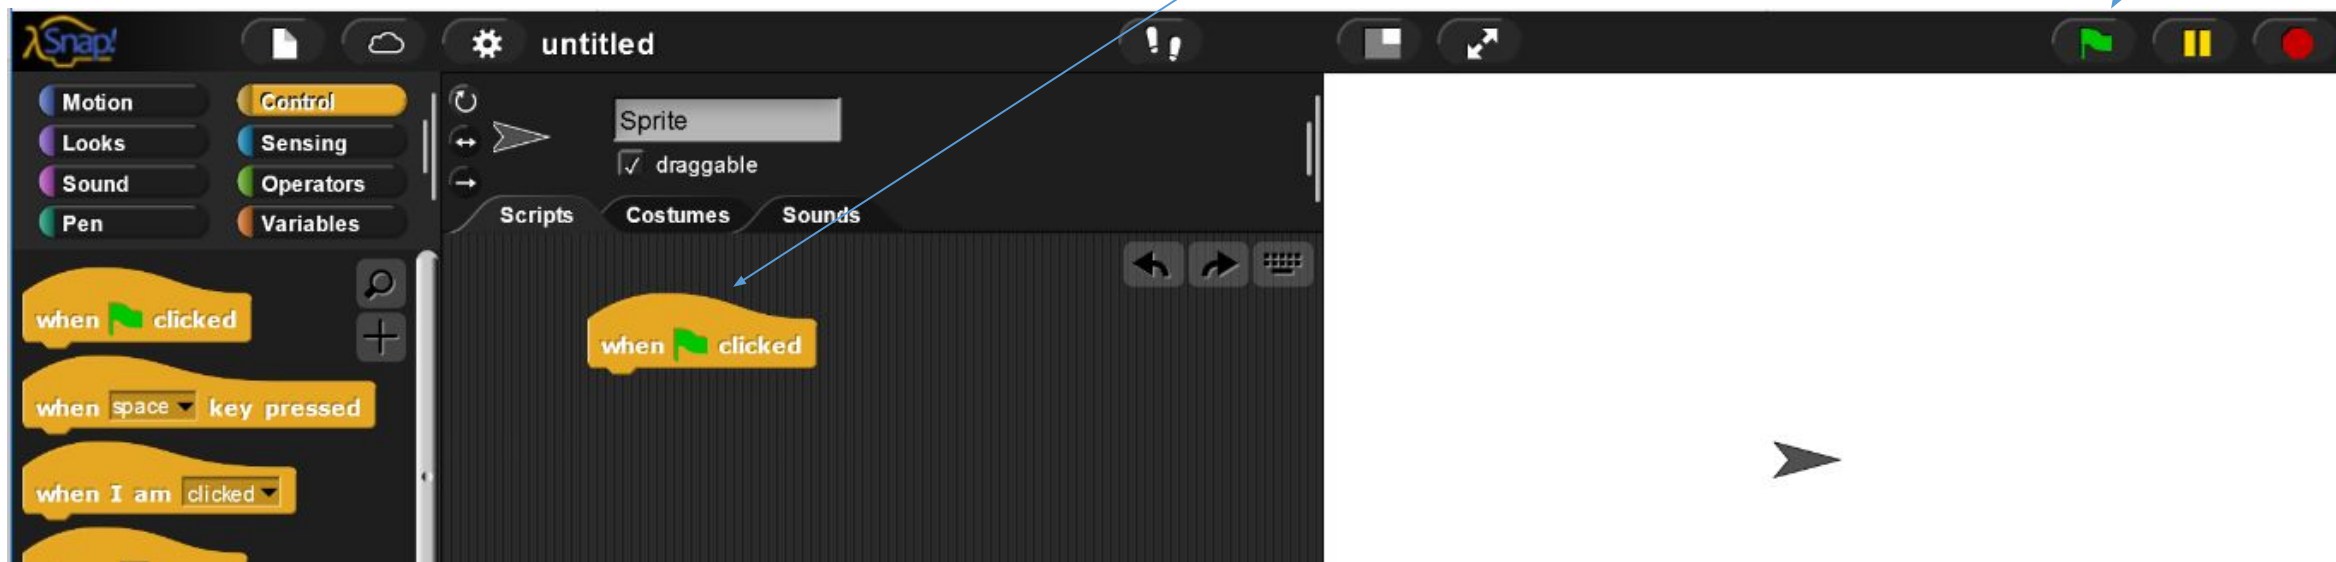 λSnap!
untitled
Motion
Control
Looks
Sensing
Sound
Operators
Pen
Variables
Sprite
draggable
Scripts
Costumes
Sounds
when clicked
when space key pressed
when I am clicked
when clicked